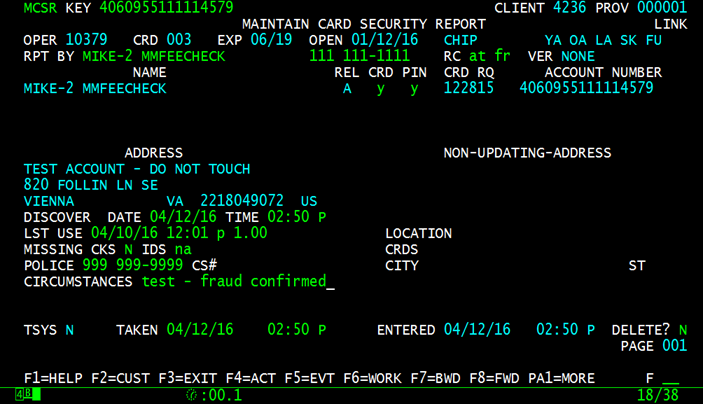 MCSR KEY 4060955111114579 CLIENT 4236 PROV 000001
MAINTAIN CARD SECURITY REPORT LINK
OPER 10379 CRD 003 EXP 06/19 OPEN 01/12/16 CHIP YA OA LA SK FU
RPT BY MIKE-2 MMFEECHECK 111 111-1111 RC at fr VER NONE
NAME REL CRD PIN CRD RQ ACCOUNT NUMBER
MIKE-2 MMFEECHECK A y y 122815 4060955111114579
ADDRESS NON-UPDATING-ADDRESS
TEST ACCOUNT - DO NOT TOUCH
820 FOLLIN LN SE
VIENNA VA 2218049072 US
DISCOVER DATE 04/12/16 TIME 02:50 P
LST USE 04/10/16 12:01 p 1.00 LOCATION
MISSING CKS N IDS na CRDS
POLICE 999 999-9999 CS# CITY ST
CIRCUMSTANCES test - fraud confirmed_
TSYS N TAKEN 04/12/16 02:50 P ENTERED 04/12/16 02:50 P DELETE? N
PAGE 001
F1=HELP F2=CUST F3=EXIT F4=ACT F5=EVT F6=WORK F7=BWD F8=FWD PA1=MORE F __
4B :00.1 18/38